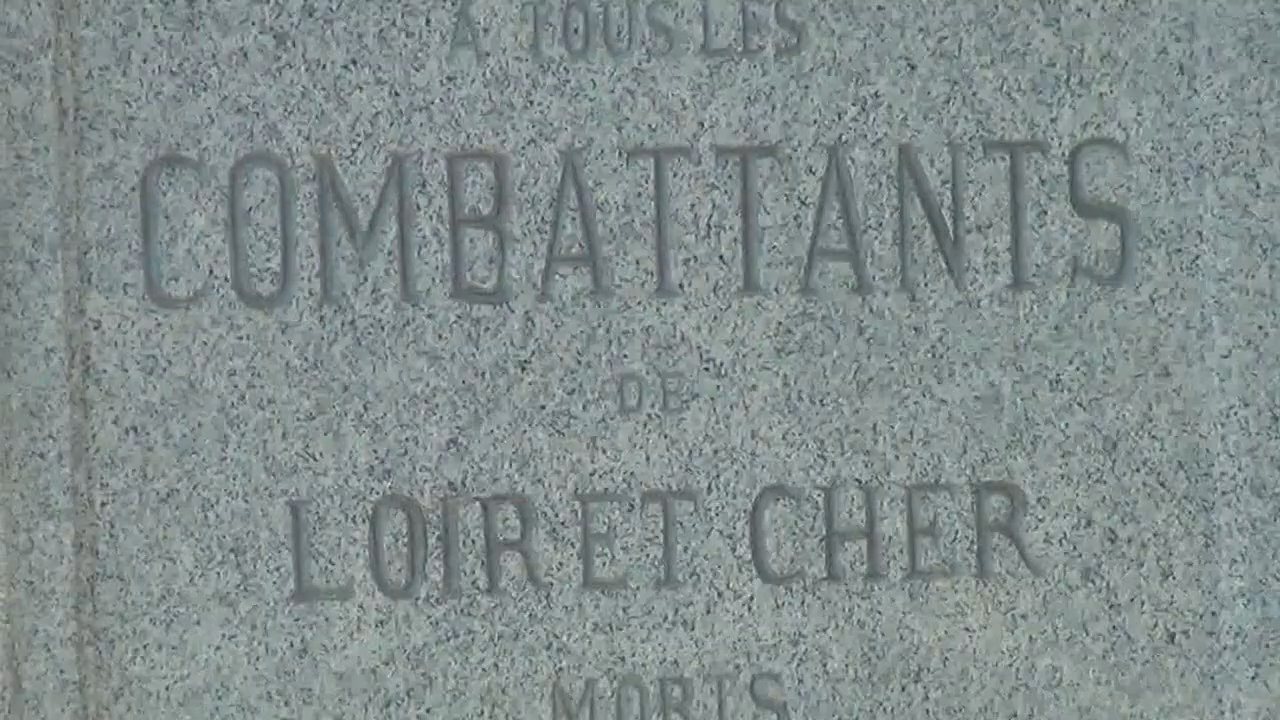 A TOUS LES
COMBATTANTS
DE
LOIR ET CHER
MORTS